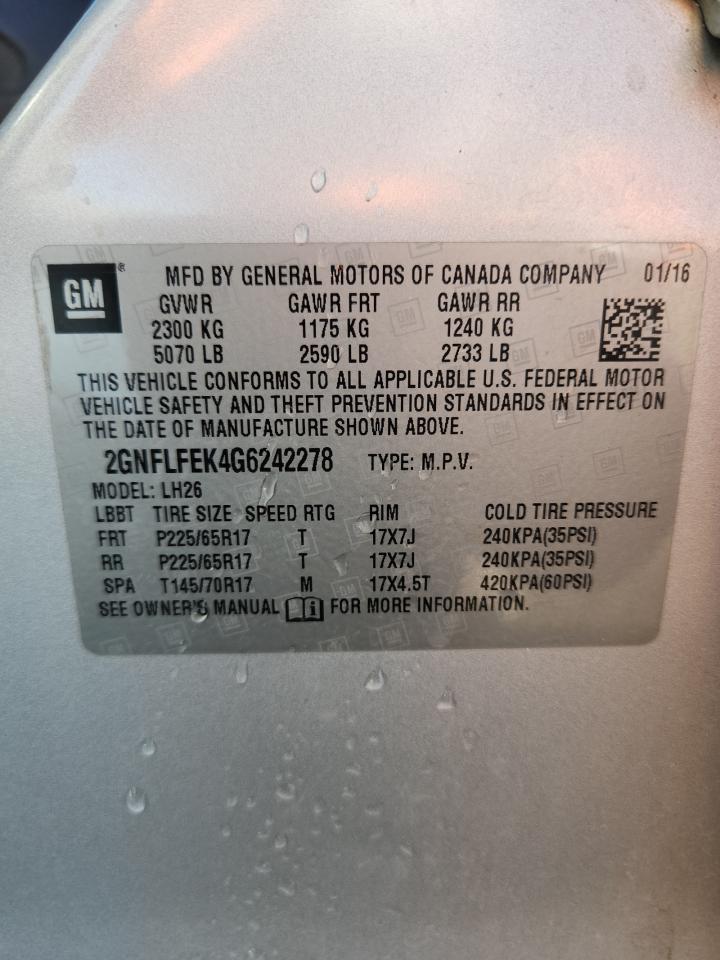 GM ® MFD BY GENERAL MOTORS OF CANADA COMPANY 01/16
GVWR GAWR FRT GAWR RR
2300 KG 1175 KG 1240 KG
5070 LB 2590 LB 2733 LB
THIS VEHICLE CONFORMS TO ALL APPLICABLE U.S. FEDERAL MOTOR
VEHICLE SAFETY AND THEFT PREVENTION STANDARDS IN EFFECT ON
THE DATE OF MANUFACTURE SHOWN ABOVE.
2GNFLFEK4G6242278 TYPE: M.P.V.
MODEL: LH26
LBBT TIRE SIZE SPEED RTG RIM COLD TIRE PRESSURE
FRT P225/65R17 T 17X7J 240KPA(35PSI)
RR P225/65R17 T 17X7J 240KPA(35PSI)
SPA T145/70R17 M 17X4.5T 420KPA(60PSI)
SEE OWNER'S MANUAL FOR MORE INFORMATION.